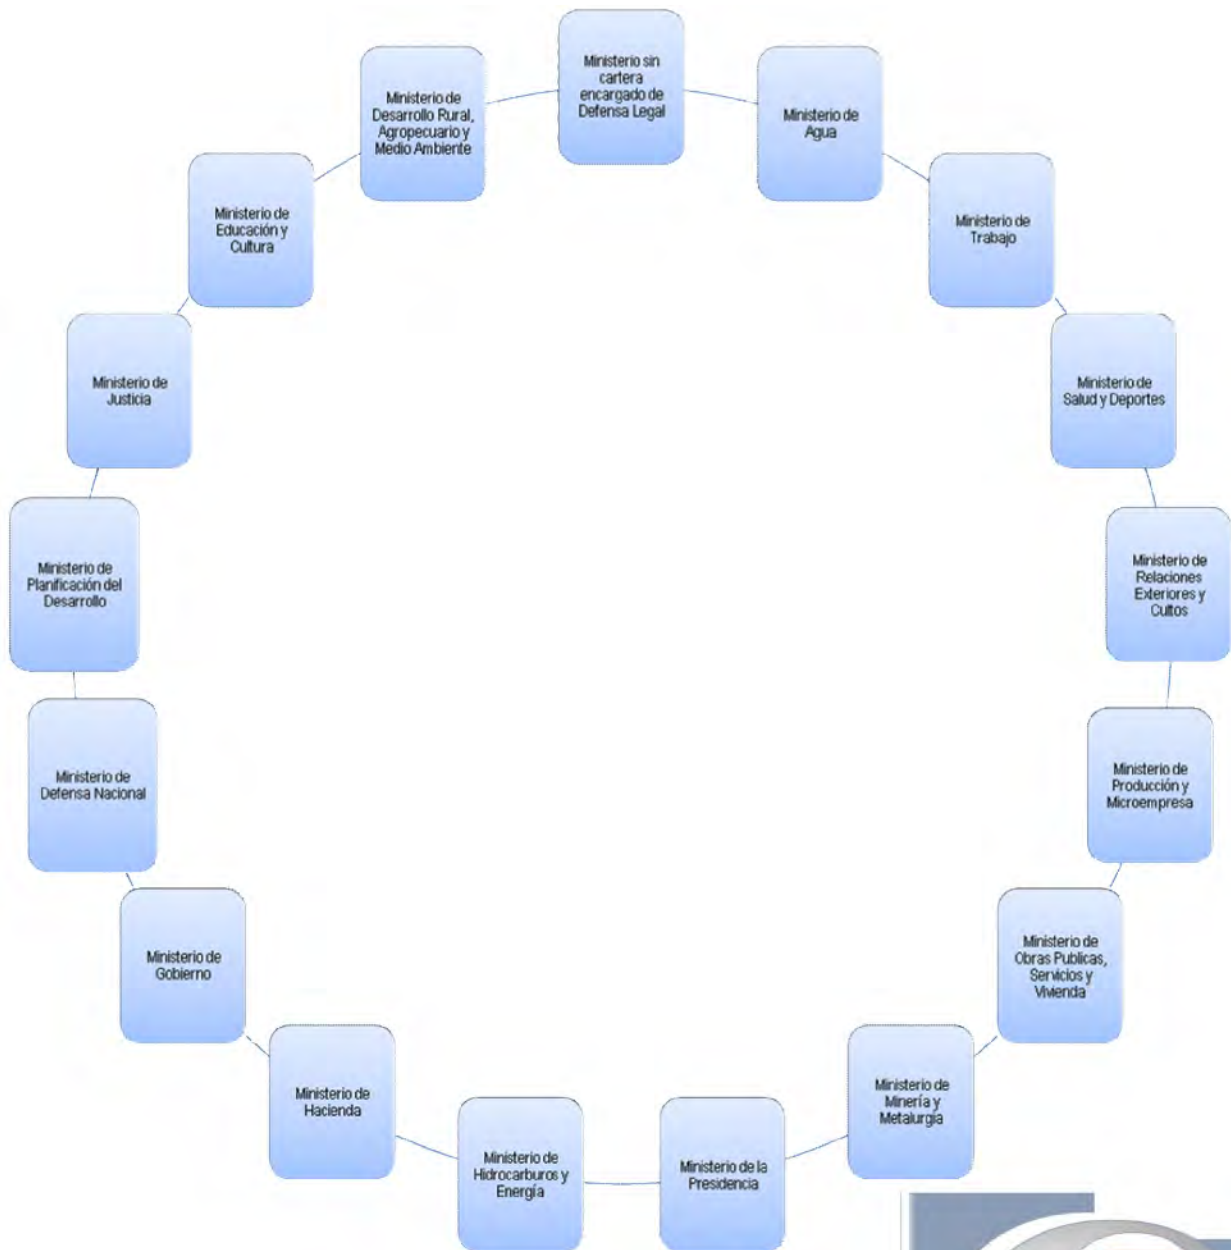 Ministerio sin
cartera
encargado de
Defensa Legal
Ministerio de
Agua
Ministerio de
Trabajo
Ministerio de
Salud y Deportes
Ministerio de
Relaciones
Exteriores y
Cultos
Ministerio de
Producción y
Microempresa
Ministerio de
Obras Publicas,
Servicios y
Vivienda
Ministerio de
Minería y
Metalurgia
Ministerio de la
Presidencia
Ministerio de
Hidrocarburos y
Energía
Ministerio de
Hacienda
Ministerio de
Gobierno
Ministerio de
Defensa Nacional
Ministerio de
Planificación del
Desarrollo
Ministerio de
Justicia
Ministerio de
Educación y
Cultura
Ministerio de
Desarrollo Rural,
Agropecuario y
Medio Ambiente